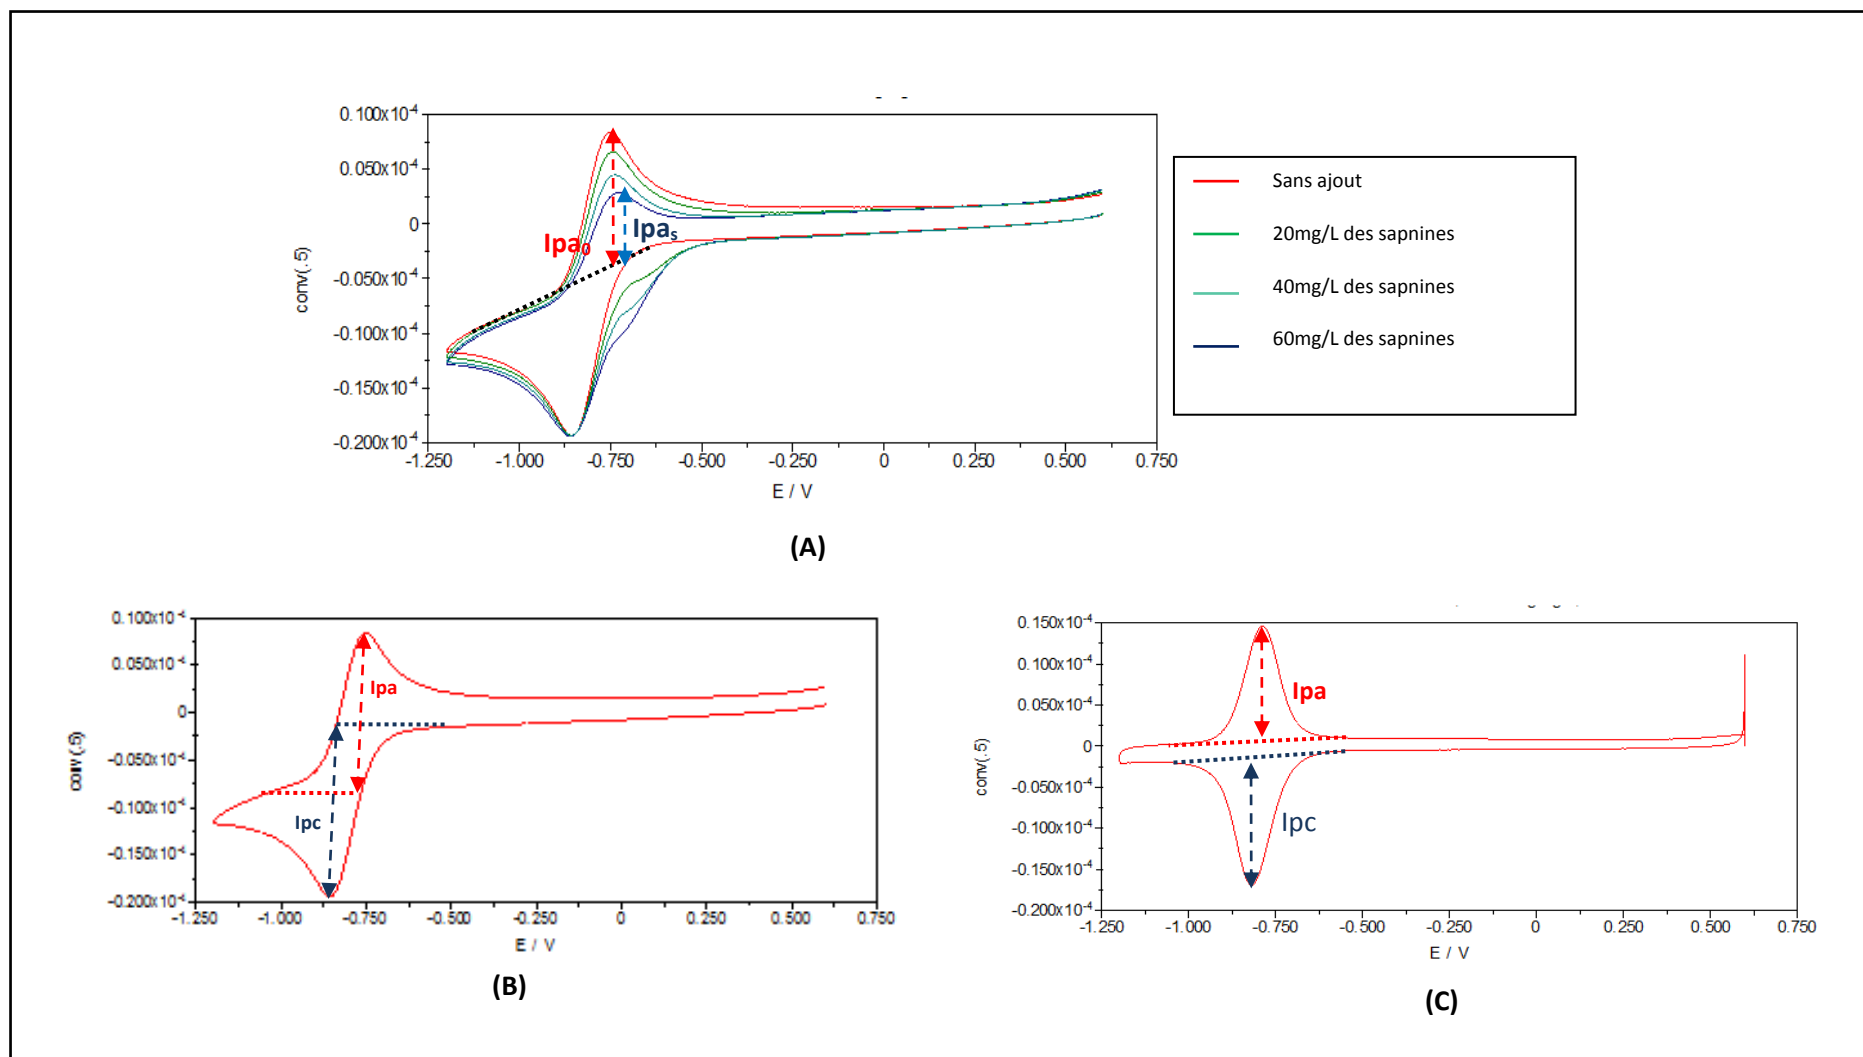 0.100x10-4
0.050x10-4
0
-0.050x10-4
-0.100x10-4
-0.150x10-4
-0.200x10-4
conv(.5)
-1.250 -1.000 -0.750 -0.500 -0.250 0 0.250 0.500 0.750
E / V
Ipa0
Ipas
Sans ajout
20mg/L des sapnines
40mg/L des sapnines
60mg/L des sapnines
(A)
0.100x10-4
0.050x10-4
0
-0.050x10-4
-0.100x10-4
-0.150x10-4
-0.200x10-4
conv(.5)
-1.250 -1.000 -0.750 -0.500 -0.250 0 0.250 0.500 0.750
E / V
Ipa
Ipc
(B)
0.150x10-4
0.100x10-4
0.050x10-4
0
-0.050x10-4
-0.100x10-4
-0.150x10-4
-0.200x10-4
conv(.5)
-1.250 -1.000 -0.750 -0.500 -0.250 0 0.250 0.500 0.750
E / V
Ipa
Ipc
(C)